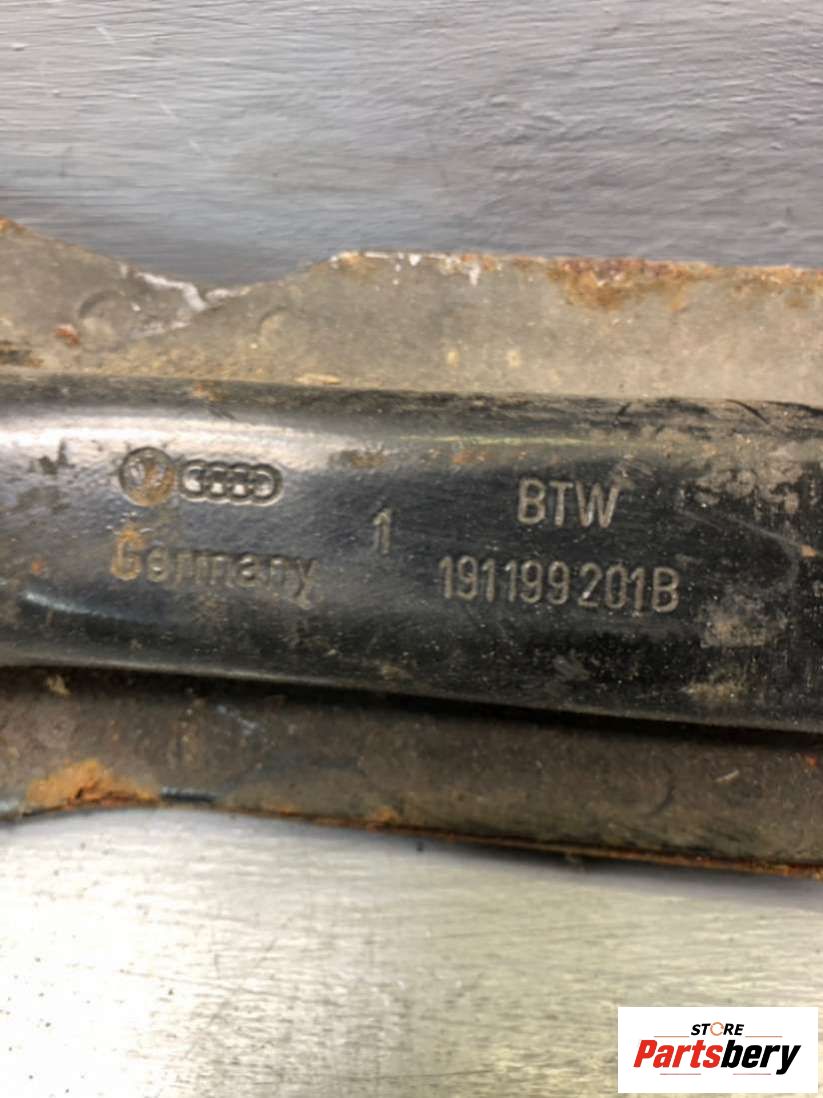 BTW
1
Germany
191199201B
STORE
Partsbery